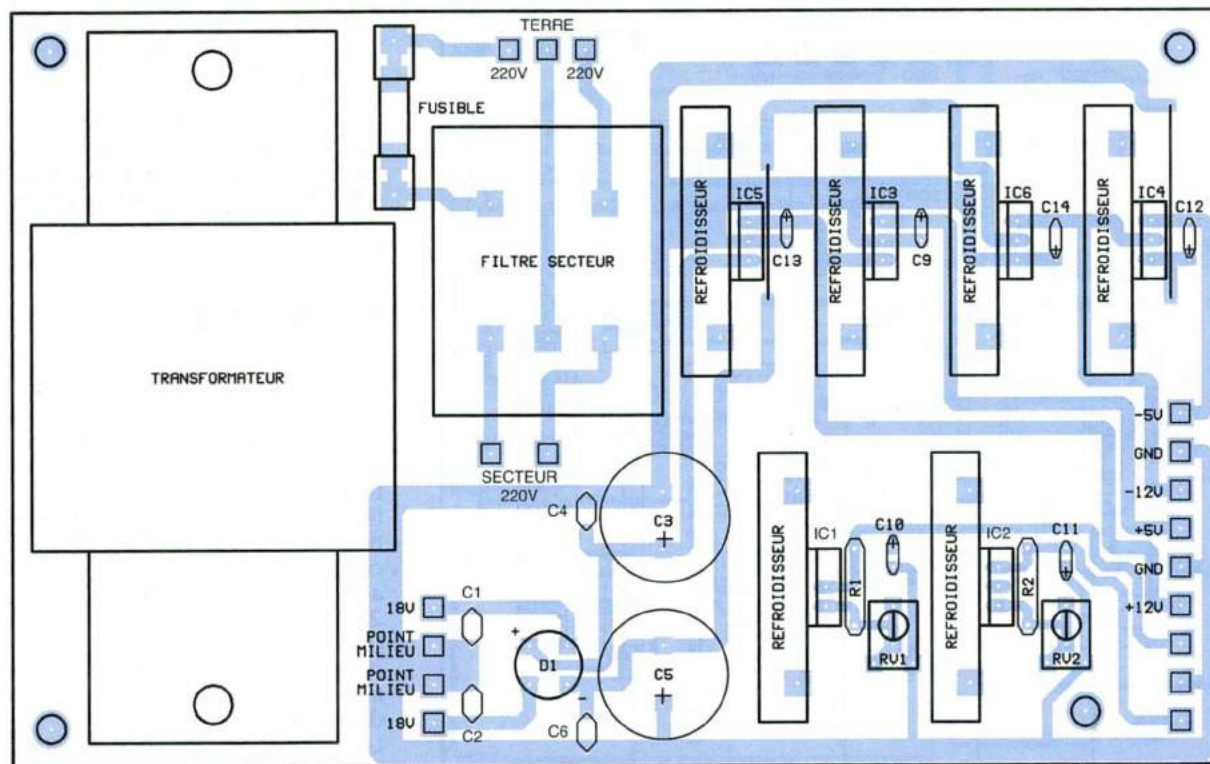 TERRE
220V
220V
FUSIBLE
FILTRE SECTEUR
TRANSFORMATEUR
SECTEUR
220V
REFROIDISSEUR
IC5
C13
REFROIDISSEUR
IC3
C9
REFROIDISSEUR
IC6
C14
REFROIDISSEUR
IC4
C12
-5V
GND
-12V
+5V
GND
+12V
C4
C3
+
REFROIDISSEUR
IC1
R1
C10
RV1
REFROIDISSEUR
IC2
R2
C11
RV2
18V
C1
POINT
MILIEU
POINT
MILIEU
18V
C2
+
D1
-
C5
+
C6